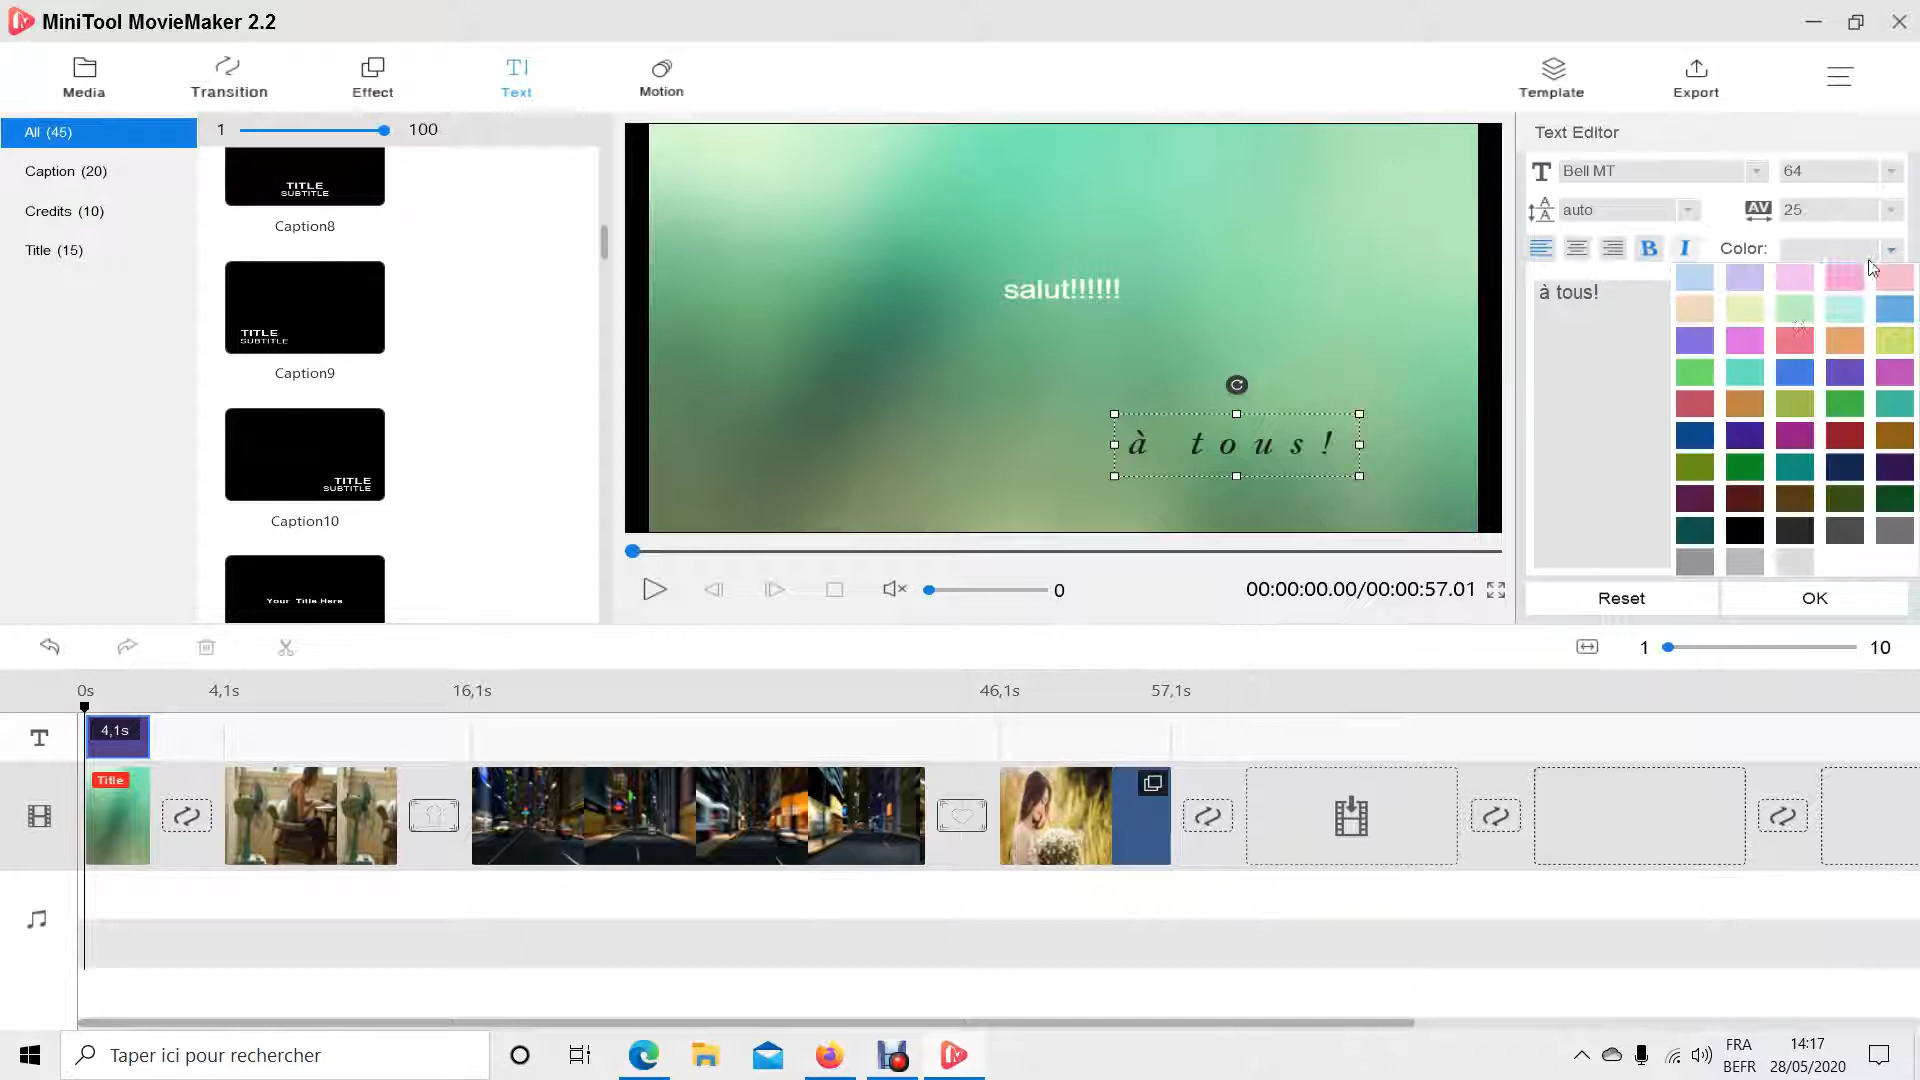 MiniTool MovieMaker 2.2
Media
Transition
Effect
Text
Motion
Template
Export
All (45)
Caption (20)
Credits (10)
Title (15)
1
100
TITLE
SUBTITLE
Caption8
TITLE
SUBTITLE
Caption9
TITLE
SUBTITLE
Caption10
Your Title Here
salut!!!!!!
à tous!
0
00:00:00.00/00:00:57.01
Text Editor
Bell MT
64
auto
25
Color:
à tous!
Reset
OK
1
10
0s
4,1s
16,1s
46,1s
57,1s
4,1s
Title
Taper ici pour rechercher
FRA
BEFR
14:17
28/05/2020